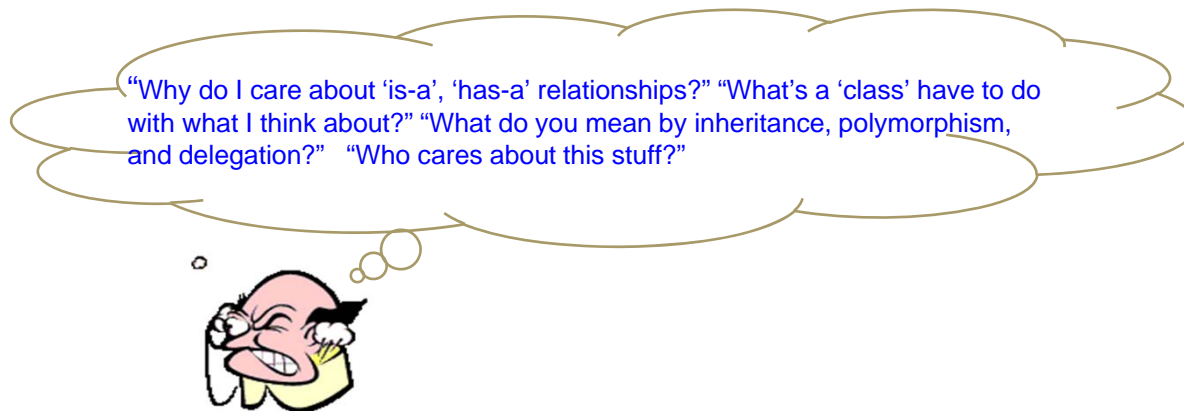 “Why do I care about ‘is-a’, ‘has-a’ relationships?” “What’s a ‘class’ have to do
with what I think about?” “What do you mean by inheritance, polymorphism,
and delegation?”   “Who cares about this stuff?”